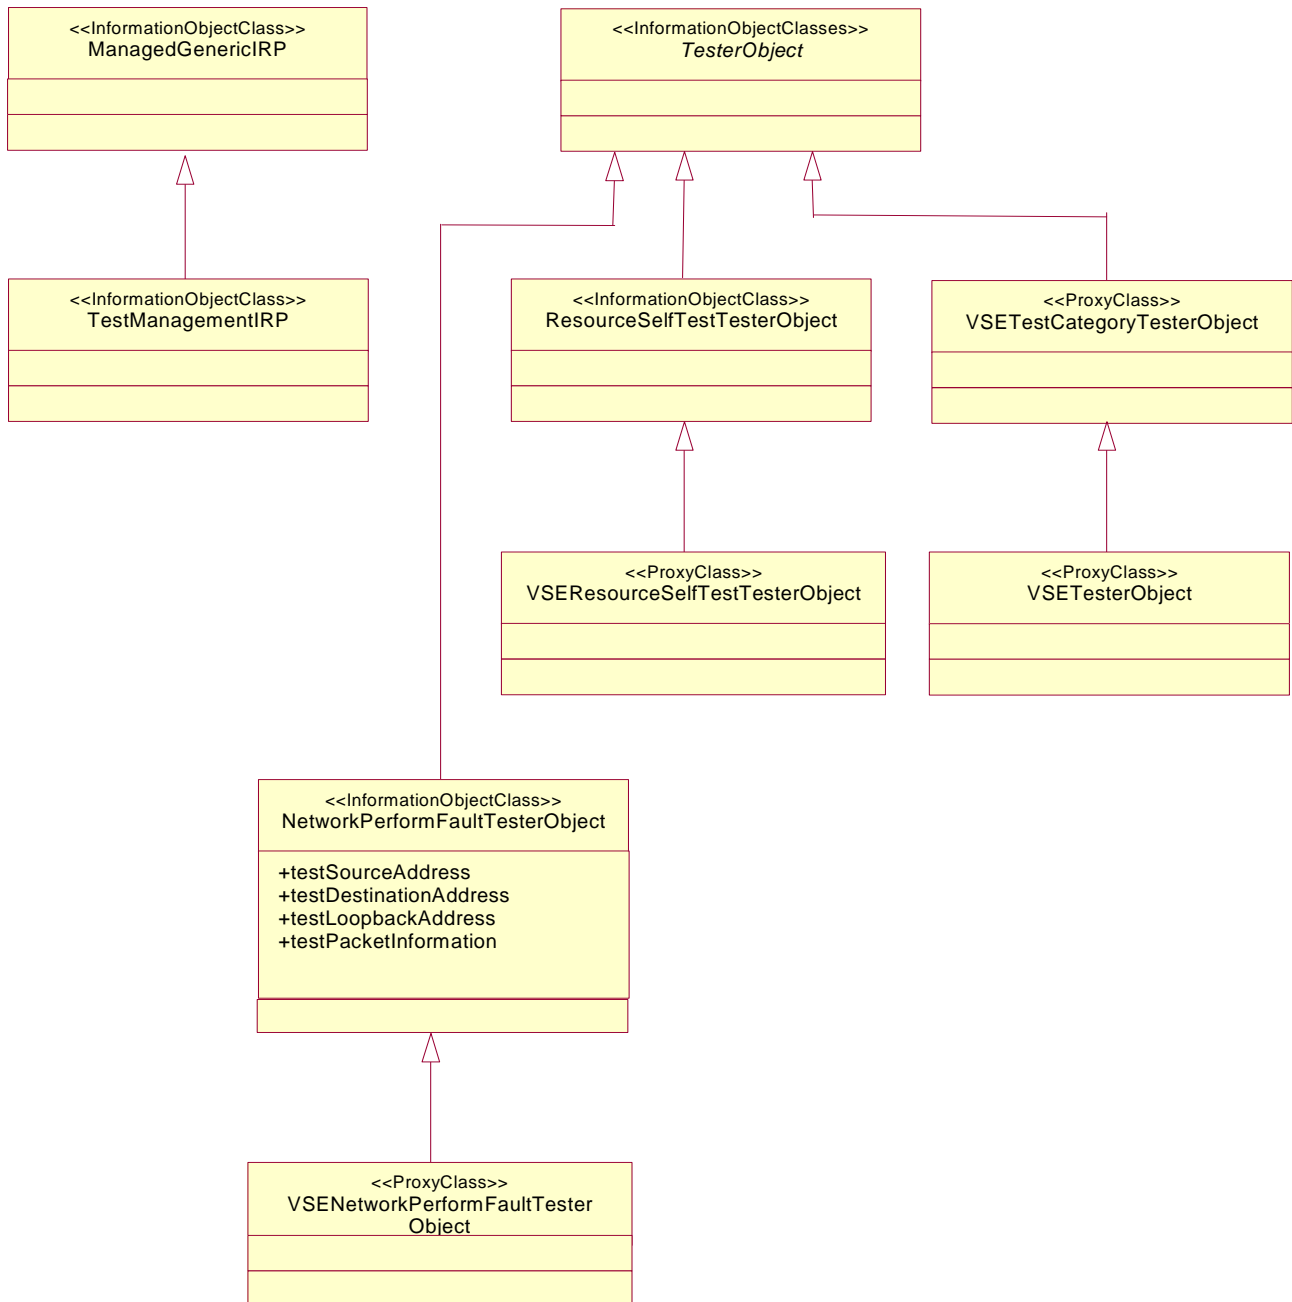 <<InformationObjectClass>>
ManagedGenericIRP
<<InformationObjectClasses>>
TesterObject
<<InformationObjectClass>>
TestManagementIRP
<<InformationObjectClass>>
ResourceSelfTestTesterObject
<<ProxyClass>>
VSETestCategoryTesterObject
<<ProxyClass>>
VSEResourceSelfTestTesterObject
<<ProxyClass>>
VSETesterObject
<<InformationObjectClass>>
NetworkPerformFaultTesterObject
+testSourceAddress
+testDestinationAddress
+testLoopbackAddress
+testPacketInformation
<<ProxyClass>>
VSENetworkPerformFaultTester
Object